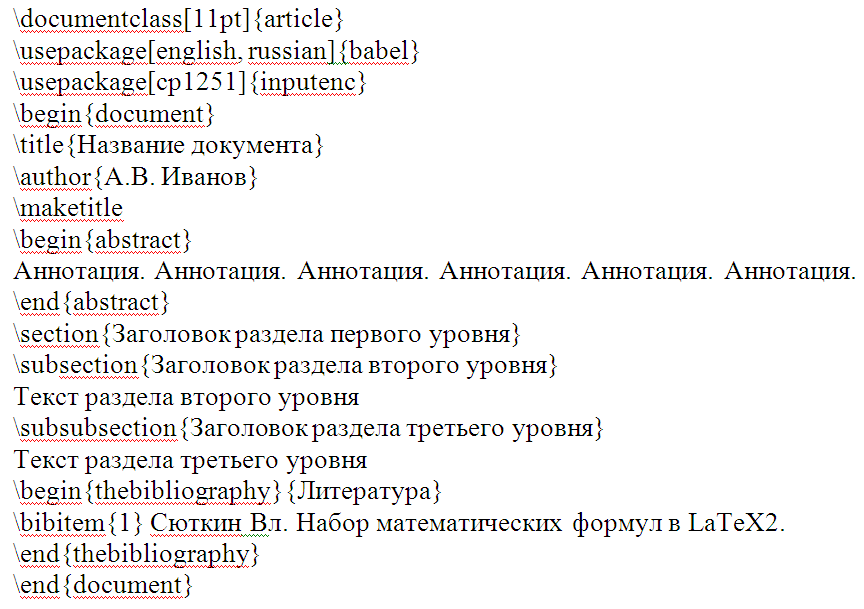 \documentclass[11pt]{article}
\usepackage[english, russian]{babel}
\usepackage[cp1251]{inputenc}
\begin{document}
\title{Название документа}
\author{А.В. Иванов}
\maketitle
\begin{abstract}
Аннотация. Аннотация. Аннотация. Аннотация. Аннотация. Аннотация.
\end{abstract}
\section{Заголовок раздела первого уровня}
\subsection{Заголовок раздела второго уровня}
Текст раздела второго уровня
\subsubsection{Заголовок раздела третьего уровня}
Текст раздела третьего уровня
\begin{thebibliography}{Литература}
\bibitem{1} Сюткин Вл. Набор математических формул в LaTeX2.
\end{thebibliography}
\end{document}